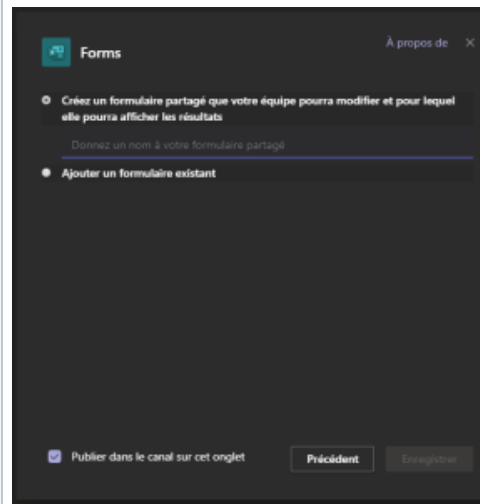 À propos de
Forms
Créez un formulaire partagé que votre équipe pourra modifier et pour lequel
elle pourra afficher les résultats
Donnez un nom à votre formulaire partagé
Ajouter un formulaire existant
Publier dans le canal sur cet onglet
Précédent
Enregistrer